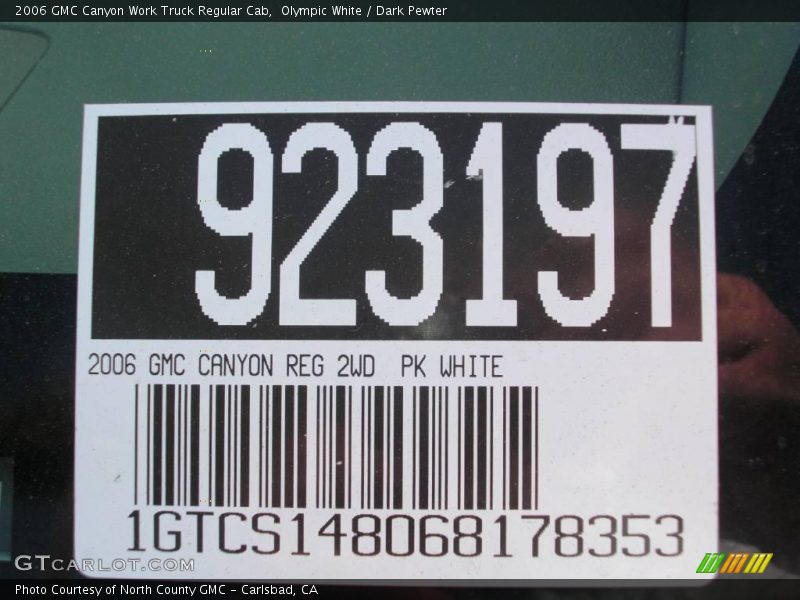 2006 GMC Canyon Work Truck Regular Cab,  Olympic White / Dark Pewter
923197
2006 GMC CANYON REG 2WD  PK WHITE
1GTCS148068178353
GTCARLOT.COM
Photo Courtesy of North County GMC - Carlsbad, CA